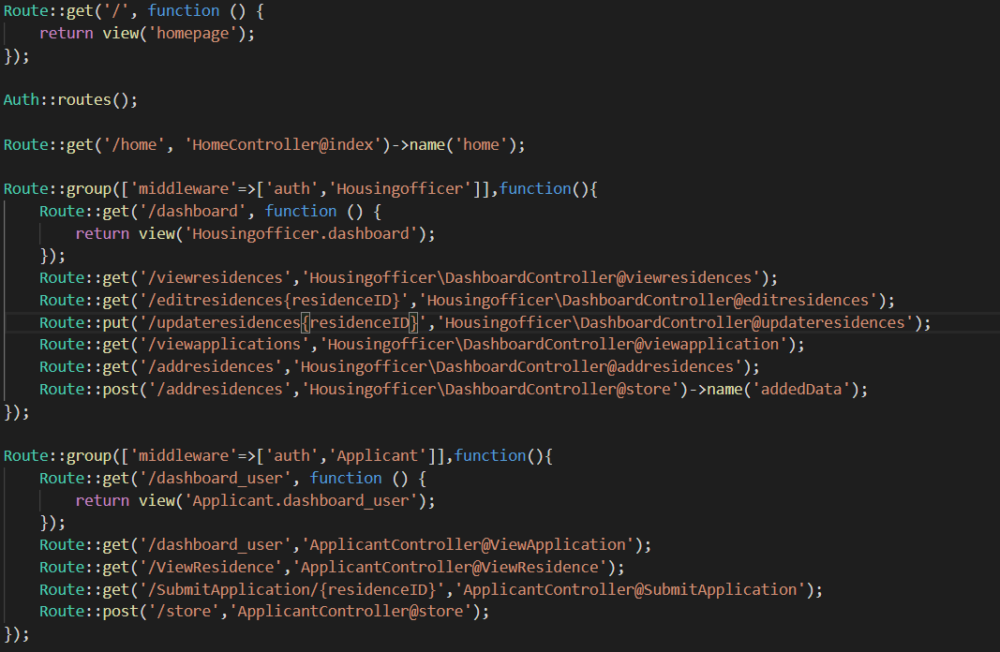 Route::get('/', function () {
    return view('homepage');
});

Auth::routes();

Route::get('/home', 'HomeController@index')->name('home');

Route::group(['middleware'=>['auth','Housingofficer']],function(){
    Route::get('/dashboard', function () {
        return view('Housingofficer.dashboard');
    });
    Route::get('/viewresidences','Housingofficer\DashboardController@viewresidences');
    Route::get('/editresidences{residenceID}','Housingofficer\DashboardController@editresidences');
    Route::put('/updateresidences{residenceID}','Housingofficer\DashboardController@updateresidences');
    Route::get('/viewapplications','Housingofficer\DashboardController@viewapplication');
    Route::get('/addresidences','Housingofficer\DashboardController@addresidences');
    Route::post('/addresidences','Housingofficer\DashboardController@store')->name('addedData');
});

Route::group(['middleware'=>['auth','Applicant']],function(){
    Route::get('/dashboard_user', function () {
        return view('Applicant.dashboard_user');
    });
    Route::get('/dashboard_user','ApplicantController@ViewApplication');
    Route::get('/ViewResidence','ApplicantController@ViewResidence');
    Route::get('/SubmitApplication/{residenceID}','ApplicantController@SubmitApplication');
    Route::post('/store','ApplicantController@store');
});